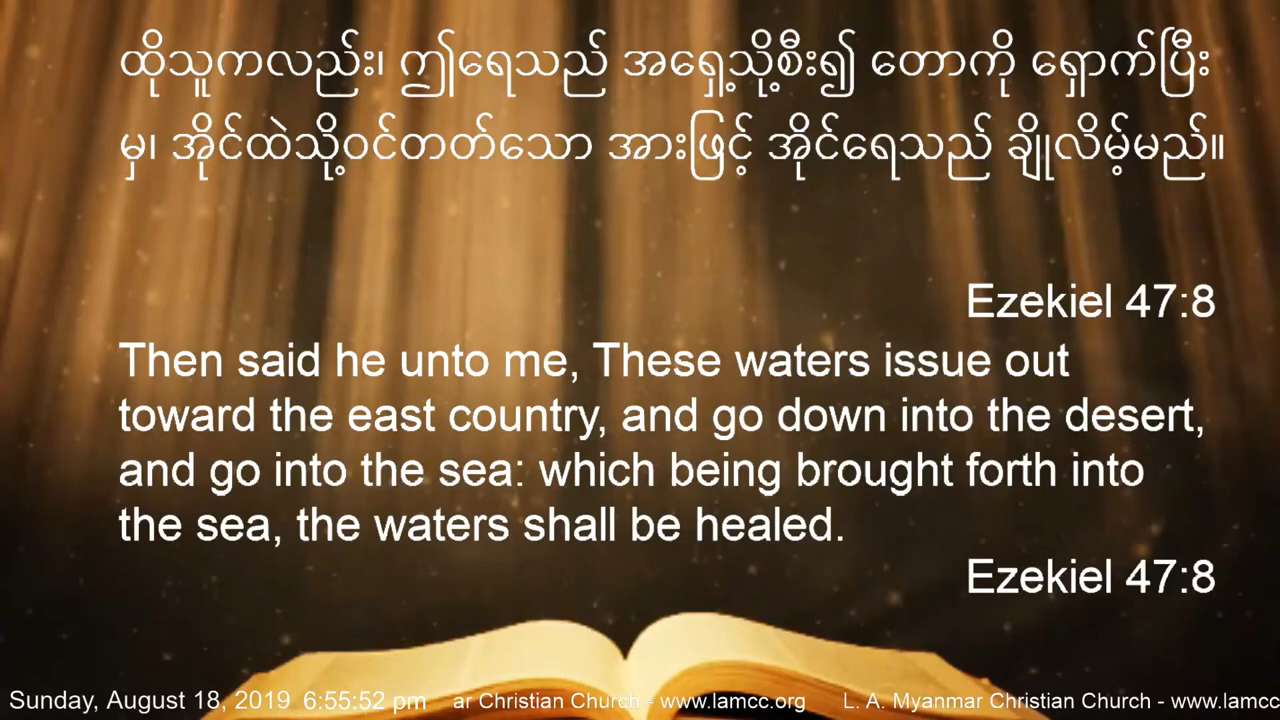 ထိုသူကလည်း၊ ဤရေသည် အရှေ့သို့စီး၍ တောကို ရှောက်ပြီး
မှ၊ အိုင်ထဲသို့ဝင်တတ်သော အားဖြင့် အိုင်ရေသည် ချိုလိမ့်မည်။
Ezekiel 47:8
Then said he unto me, These waters issue out
toward the east country, and go down into the desert,
and go into the sea: which being brought forth into
the sea, the waters shall be healed.
Ezekiel 47:8
Sunday, August 18, 2019 6:55:52 pm ar Christian Church - www.lamcc.org L. A. Myanmar Christian Church - www.lamcc